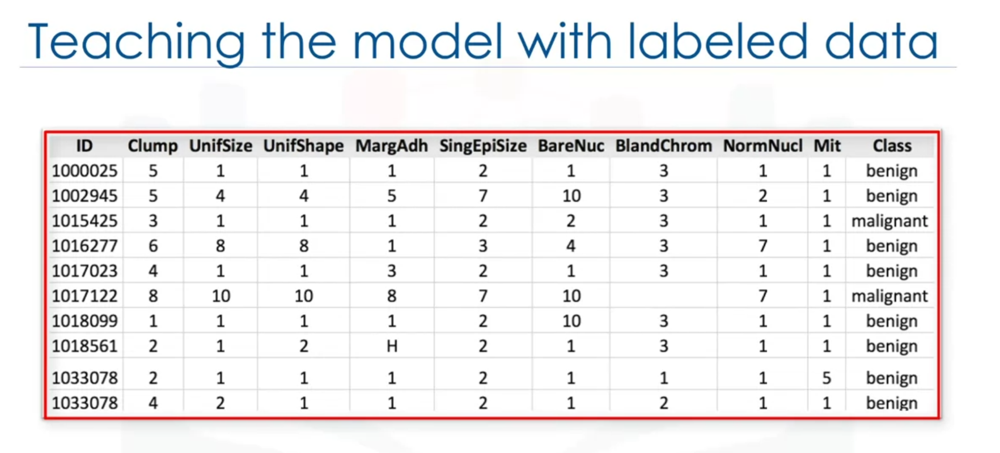 Teaching the model with labeled data
ID Clump UnifSize UnifShape MargAdh SingEpiSize BareNuc BlandChrom NormNucl Mit Class
1000025 5 1 1 1 2 1 3 1 1 benign
1002945 5 4 4 5 7 10 3 2 1 benign
1015425 3 1 1 1 2 2 3 1 1 malignant
1016277 6 8 8 1 3 4 3 7 1 benign
1017023 4 1 1 3 2 1 3 1 1 benign
1017122 8 10 10 8 7 10 7 1 malignant
1018099 1 1 1 1 2 10 3 1 1 benign
1018561 2 1 2 H 2 1 3 1 1 benign
1033078 2 1 1 1 2 1 1 1 5 benign
1033078 4 2 1 1 2 1 2 1 1 benign